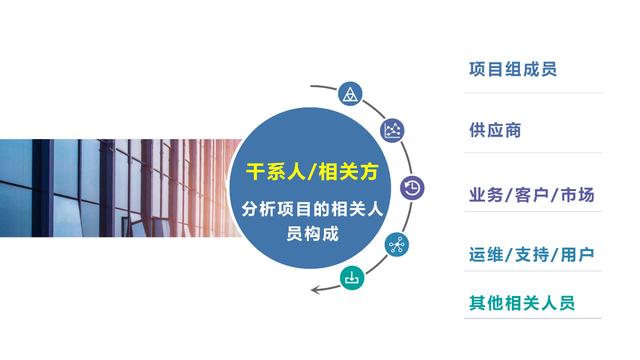 干系人/相关方
分析项目的相关人
员构成
项目组成员
供应商
业务/客户/市场
运维/支持/用户
其他相关人员